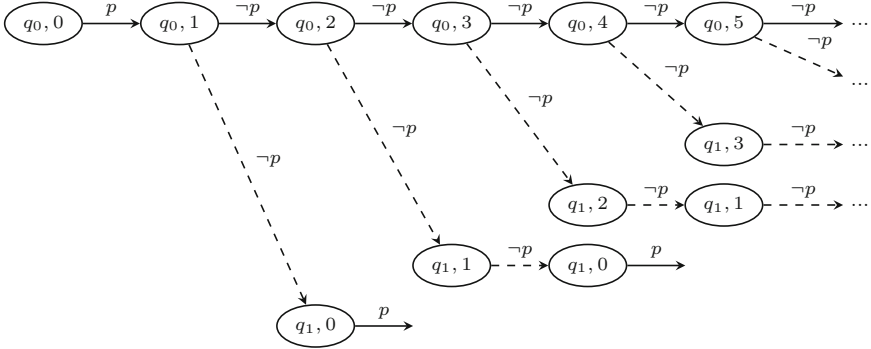 q₀, 0 p q₀, 1 ¬p q₀, 2 ¬p q₀, 3 ¬p q₀, 4 ¬p q₀, 5 ¬p ...
¬p ¬p ¬p ¬p ¬p ...
q₁, 3 ¬p ...
q₁, 2 ¬p q₁, 1 ¬p ...
q₁, 1 ¬p q₁, 0 p
q₁, 0 p